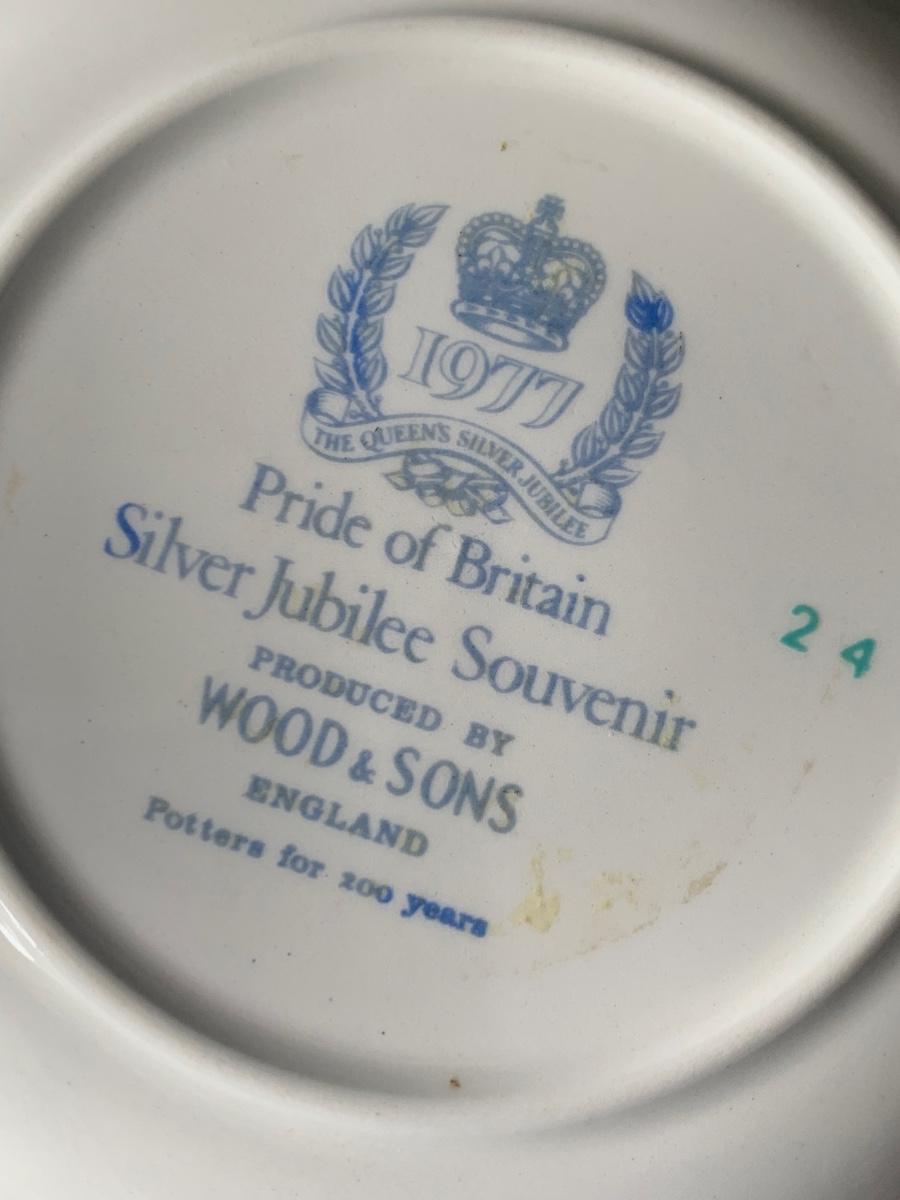 1977
THE QUEEN'S SILVER JUBILEE
Pride of Britain
Silver Jubilee Souvenir
PRODUCED BY
WOOD & SONS
ENGLAND
Potters for 200 years
24